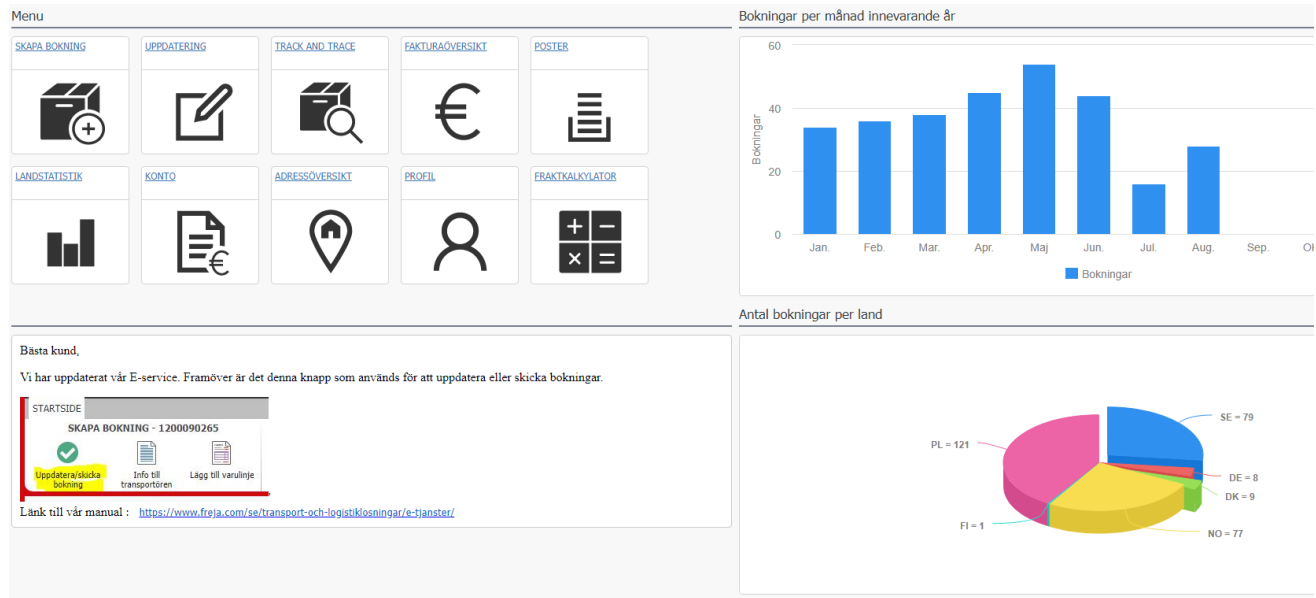 Menu
SKAPA BOKNING
UPPDATERING
TRACK AND TRACE
FAKTURAÖVERSIKT
POSTER
LANDSTATISTIK
KONTO
ADRESSÖVERSIKT
PROFIL
FRAKTKALKYLATOR
Bästa kund,
Vi har uppdaterat vår E-service. Framöver är det denna knapp som används för att uppdatera eller skicka bokningar.
STARTSIDE
SKAPA BOKNING - 1200090265
Uppdatera/skicka
bokning
Info till
transportören
Lägg till varulinje
Länk till vår manual : https://www.freja.com/se/transport-och-logistiklosningar/e-tjanster/
Bokningar per månad innevarande år
60
40
20
0
Bokningar
Jan. Feb. Mar. Apr. Maj Jun. Jul. Aug. Sep.
Bokningar
Antal bokningar per land
SE = 79
PL = 121
DE = 8
DK = 9
FI = 1
NO = 77